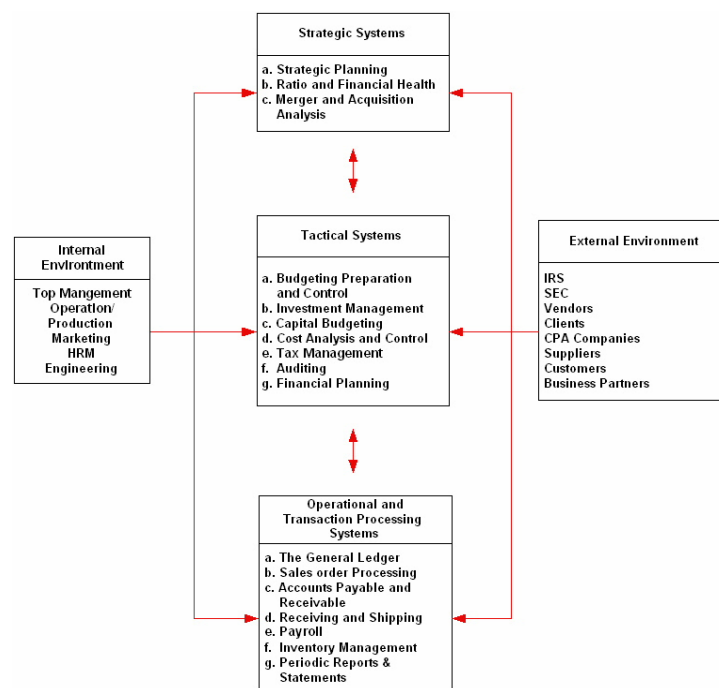 Strategic Systems
a. Strategic Planning
b. Ratio and Financial Health
c. Merger and Acquisition
Analysis
Internal
Environtment
Top Mangement
Operation/
Production
Marketing
HRM
Engineering
Tactical Systems
a. Budgeting Preparation
and Control
b. Investment Management
c. Capital Budgeting
d. Cost Analysis and Control
e. Tax Management
f. Auditing
g. Financial Planning
External Environment
IRS
SEC
Vendors
Clients
CPA Companies
Suppliers
Customers
Business Partners
Operational and
Transaction Processing
Systems
a. The General Ledger
b. Sales order Processing
c. Accounts Payable and
Receivable
d. Receiving and Shipping
e. Payroll
f. Inventory Management
g. Periodic Reports &
Statements